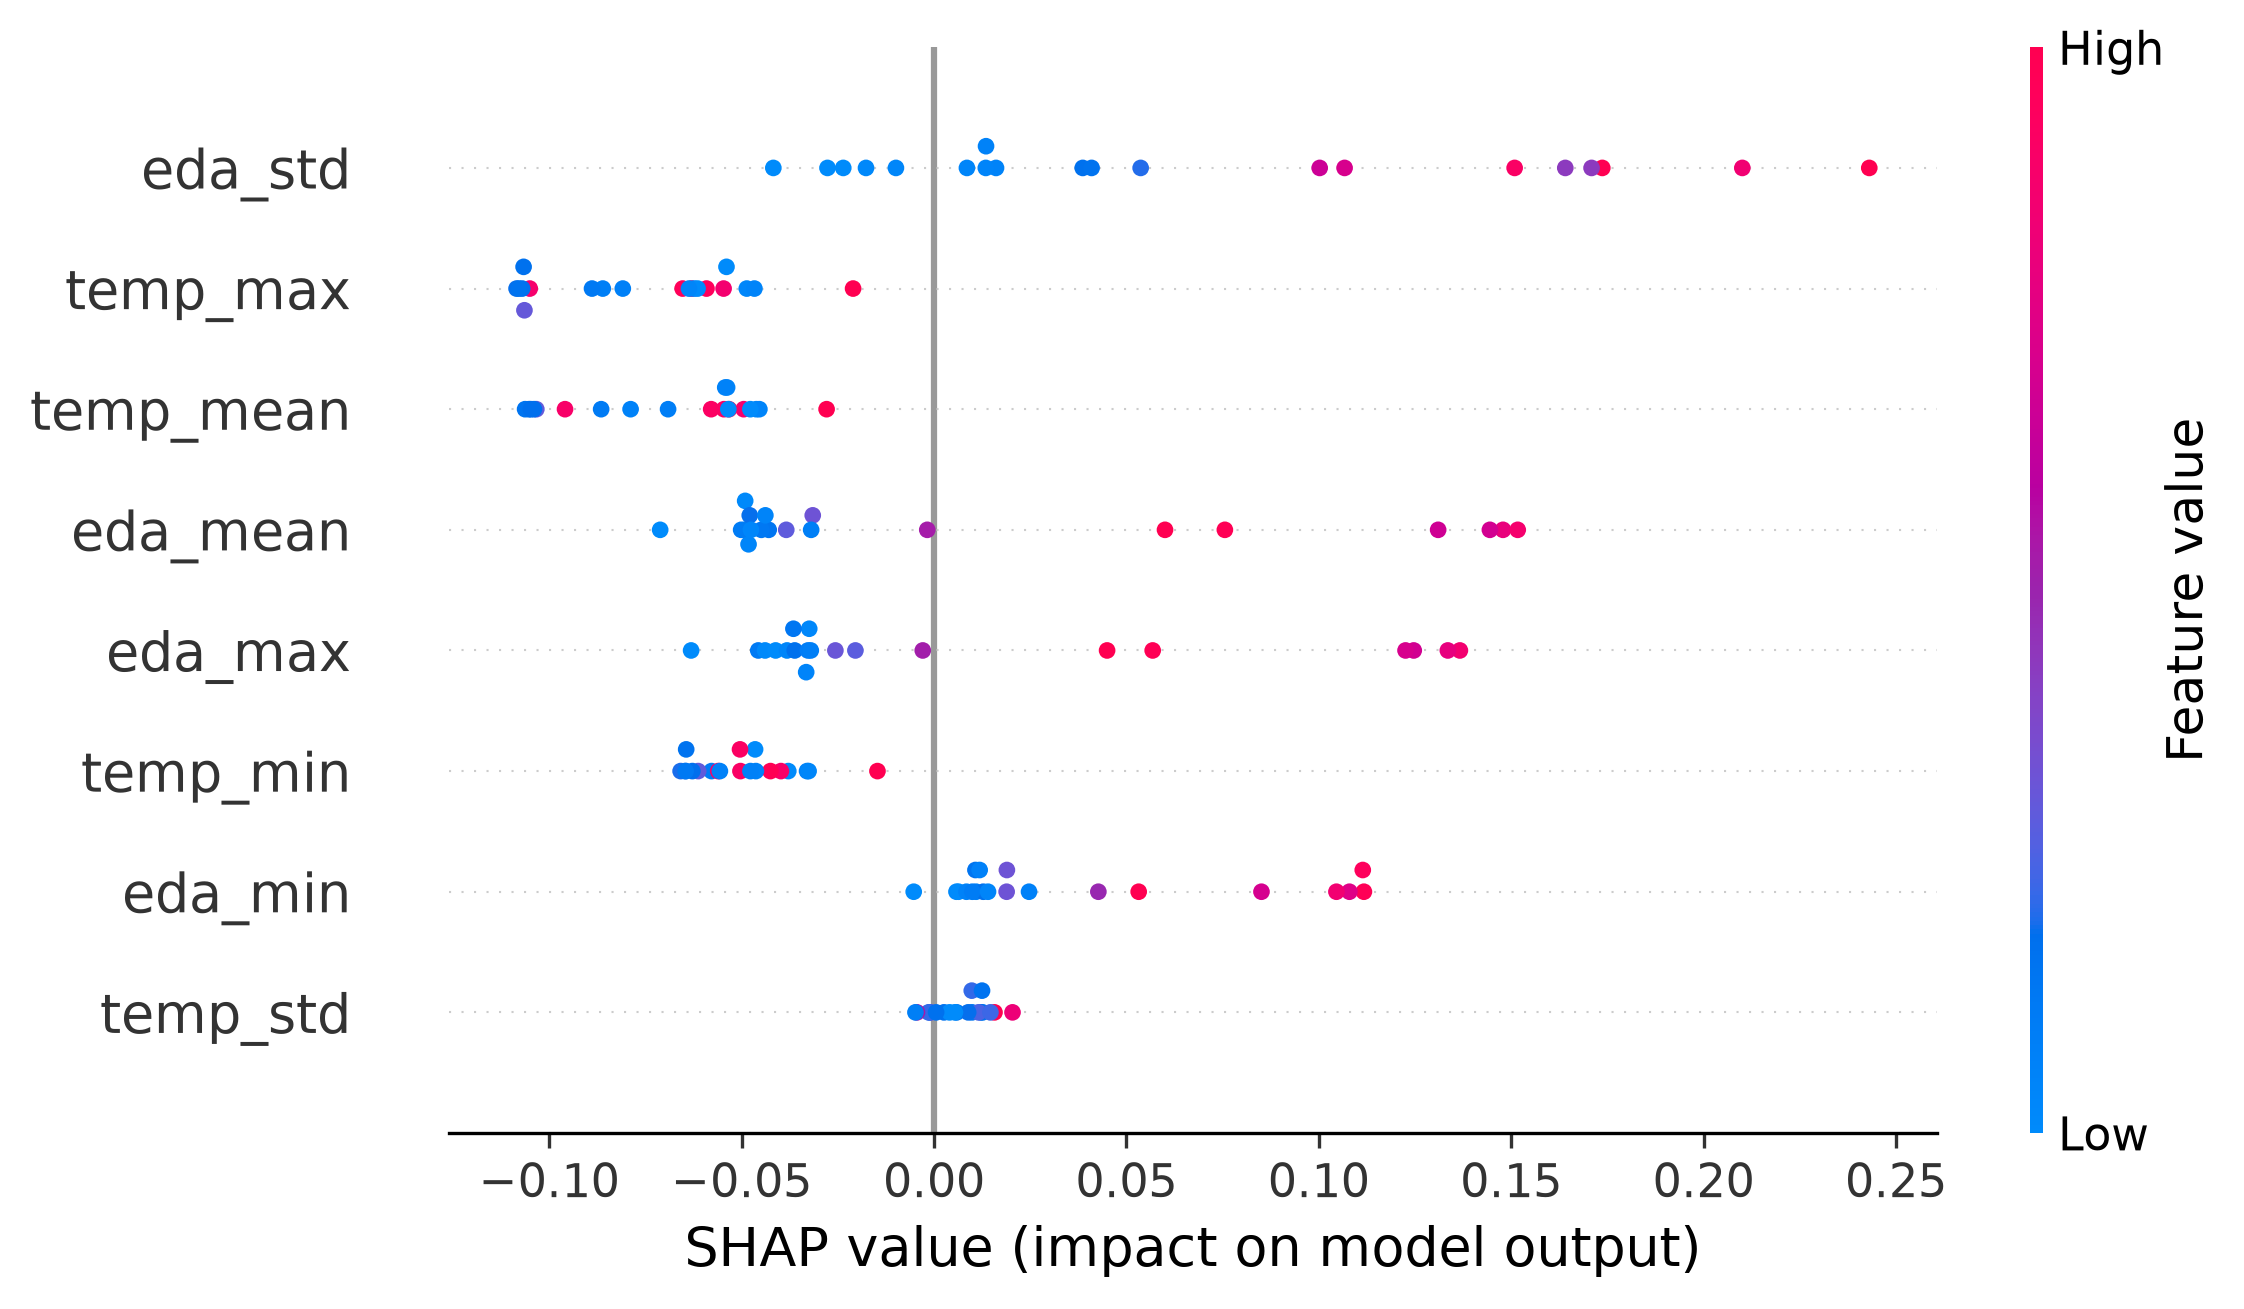 High
eda_std
temp_max
temp_mean
eda_mean
eda_max
temp_min
eda_min
temp_std
Feature value
Low
−0.10 −0.05 0.00 0.05 0.10 0.15 0.20 0.25
SHAP value (impact on model output)